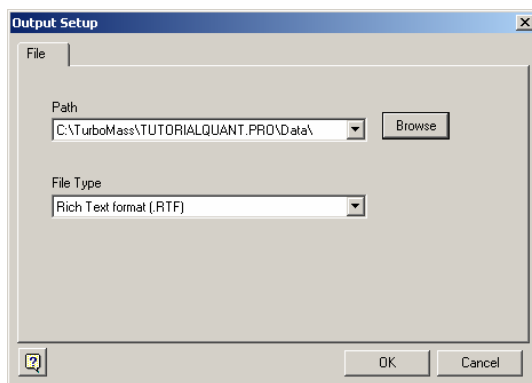 Output Setup
File
Path
C:\TurboMass\TUTORIALQUANT.PRO\Data\
Browse
File Type
Rich Text format (.RTF)
OK
Cancel